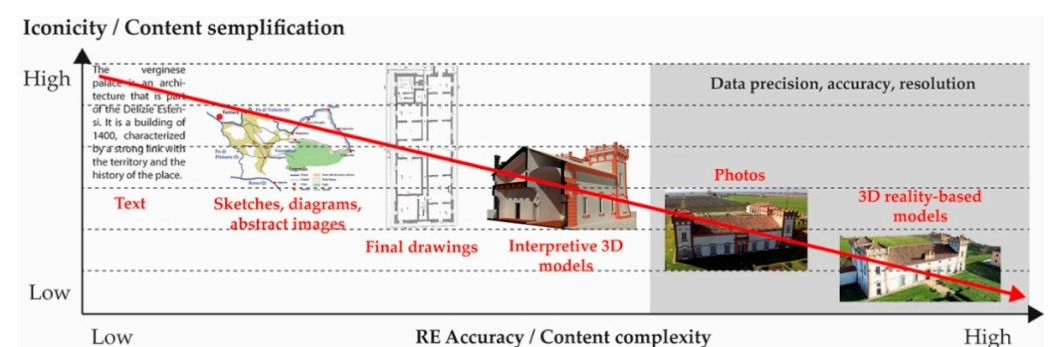 Iconicity / Content semplification
High
The verginese
palace is an archi-
tecture that is part
of the Delizie Esten-
si. It is a building of
1400, characterized
by a strong link with
the territory and the
history of the place.
Data precision, accuracy, resolution
Text
Sketches, diagrams,
abstract images
Final drawings
Interpretive 3D
models
Photos
3D reality-based
models
Low
Low
RE Accuracy / Content complexity
High